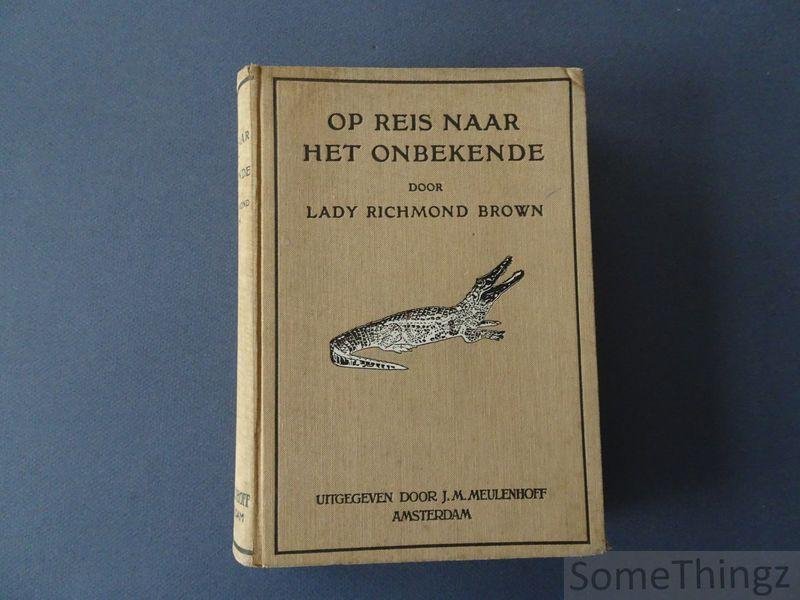 OP REIS NAAR
HET ONBEKENDE
DOOR
LADY RICHMOND BROWN
UITGEGEVEN DOOR J. M. MEULENHOFF
AMSTERDAM
SomeThingz